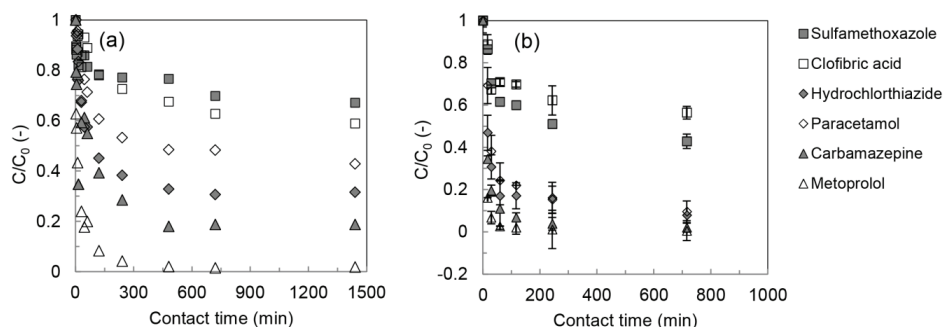 (a)
C/C0 (-)
1
0.8
0.6
0.4
0.2
0
0 300 600 900 1200 1500
Contact time (min)
(b)
C/C0 (-)
1
0.8
0.6
0.4
0.2
0
-0.2
0 200 400 600 800 1000
Contact time (min)
Sulfamethoxazole
Clofibric acid
Hydrochlorthiazide
Paracetamol
Carbamazepine
Metoprolol